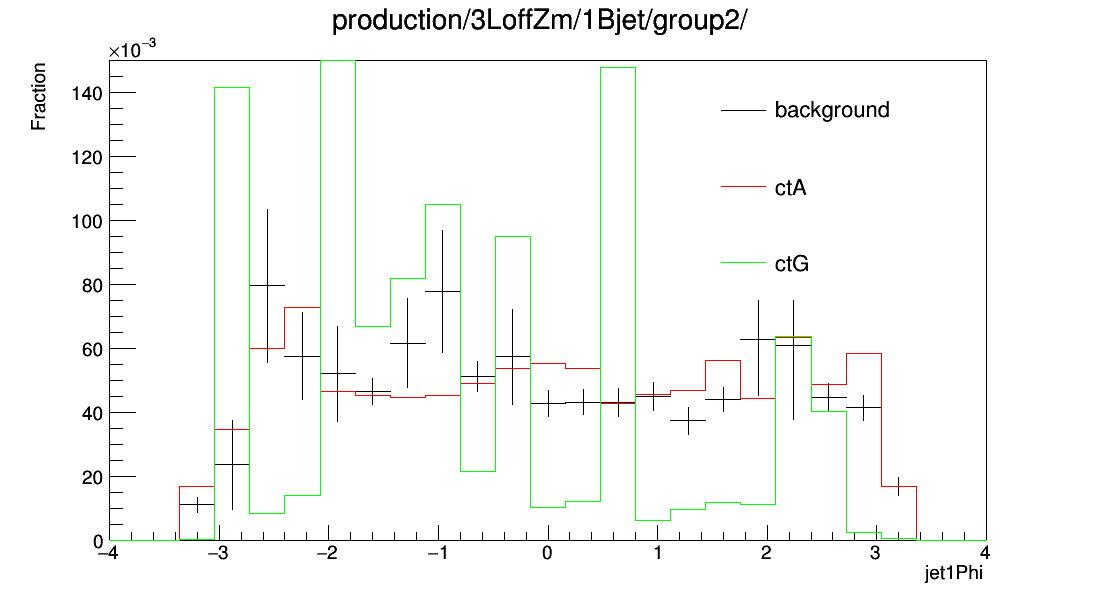 production/3LoffZm/1Bjet/group2/
×10⁻³
Fraction
140
120
100
80
60
40
20
0
background
ctA
ctG
−4 −3 −2 −1 0 1 2 3 4
jet1Phi